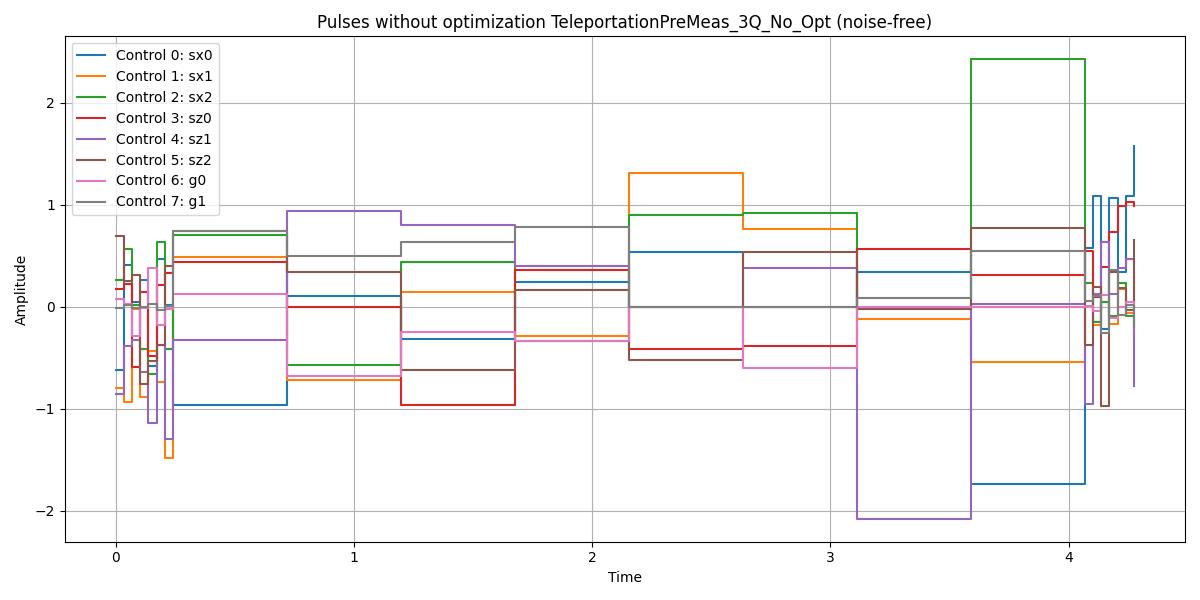 Pulses without optimization TeleportationPreMeas_3Q_No_Opt (noise-free)
Control 0: sx0
Control 1: sx1
Control 2: sx2
Control 3: sz0
Control 4: sz1
Control 5: sz2
Control 6: g0
Control 7: g1
Amplitude
2
1
0
−1
−2
0 1 2 3 4
Time